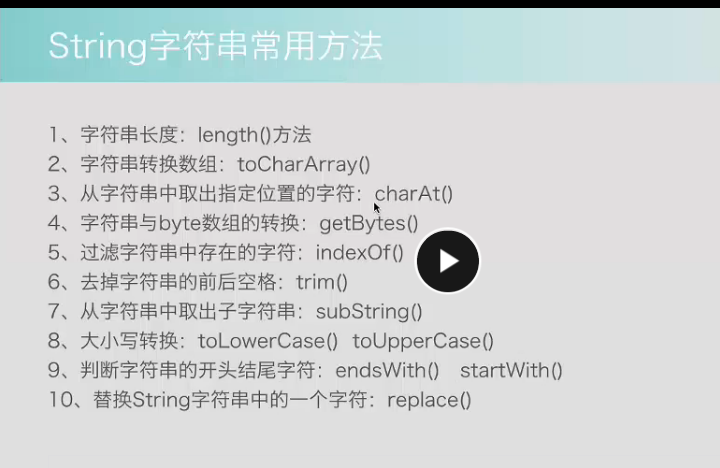 String字符串常用方法
1、字符串长度：length()方法
2、字符串转换数组：toCharArray()
3、从字符串中取出指定位置的字符：charAt()
4、字符串与byte数组的转换：getBytes()
5、过滤字符串中存在的字符：indexOf()
6、去掉字符串的前后空格：trim()
7、从字符串中取出子字符串：subString()
8、大小写转换：toLowerCase() toUpperCase()
9、判断字符串的开头结尾字符：endsWith() startWith()
10、替换String字符串中的一个字符：replace()